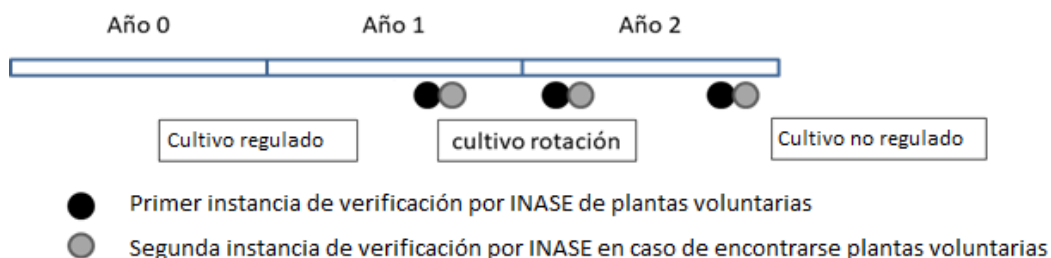 Año 0 Año 1 Año 2
Cultivo regulado cultivo rotación Cultivo no regulado
Primer instancia de verificación por INASE de plantas voluntarias
Segunda instancia de verificación por INASE en caso de encontrarse plantas voluntarias